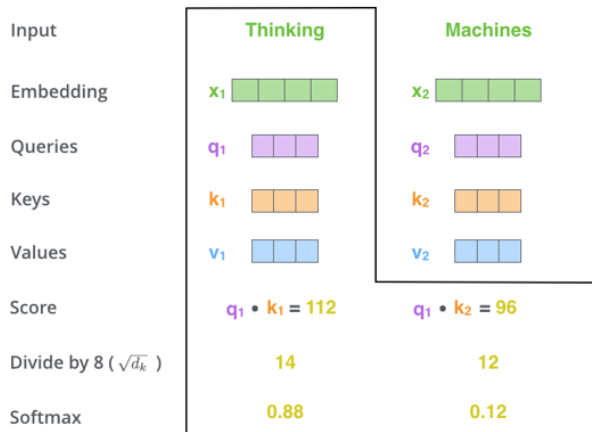 Input Thinking Machines
Embedding x₁ x₂
Queries q₁ q₂
Keys k₁ k₂
Values v₁ v₂
Score q₁ • k₁ = 112 q₁ • k₂ = 96
Divide by 8 ( √dₖ ) 14 12
Softmax 0.88 0.12